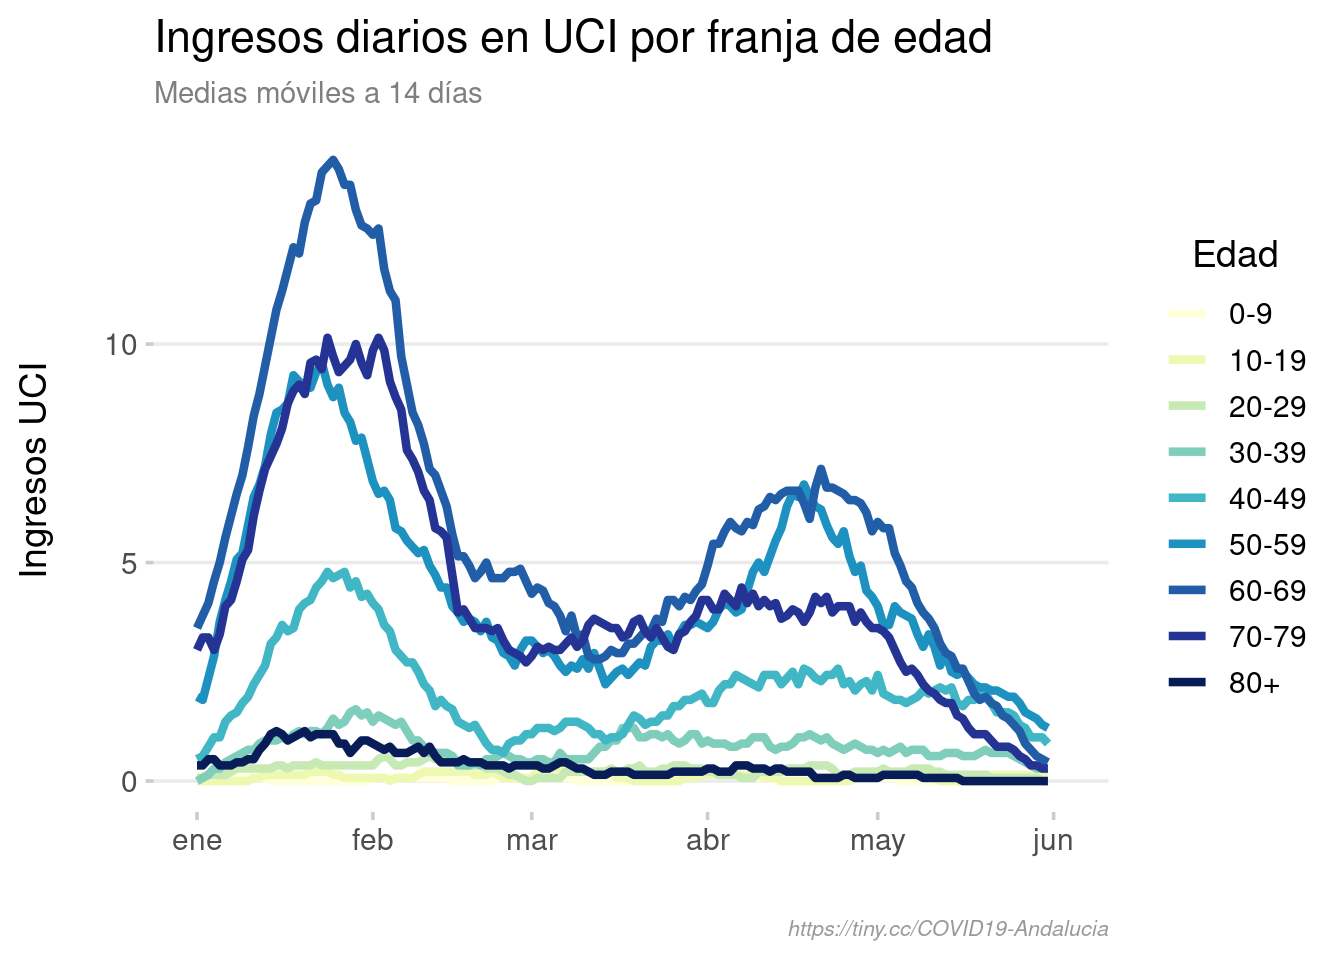 Ingresos diarios en UCI por franja de edad
Medias móviles a 14 días
Ingresos UCI
10
5
0
ene
feb
mar
abr
may
jun
Edad
0-9
10-19
20-29
30-39
40-49
50-59
60-69
70-79
80+
https://tiny.cc/COVID19-Andalucia